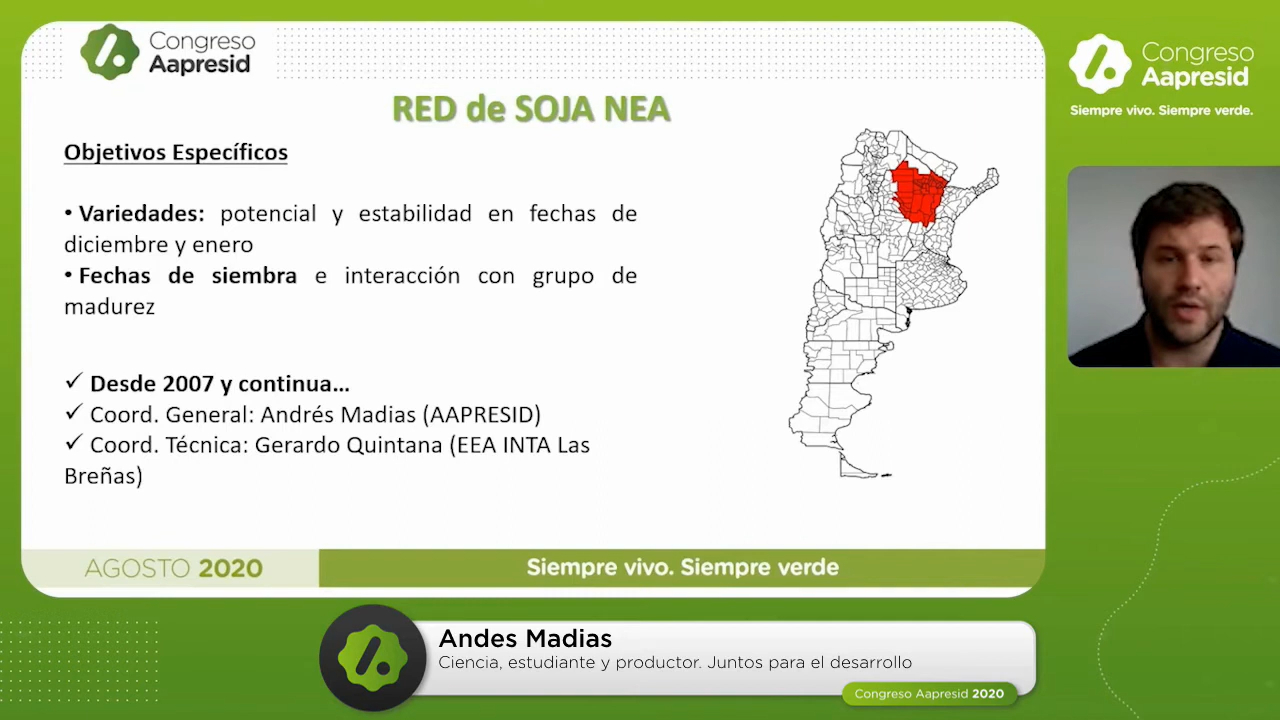 Congreso
Aapresid
RED de SOJA NEA
Objetivos Específicos
• Variedades: potencial y estabilidad en fechas de
diciembre y enero
• Fechas de siembra e interacción con grupo de
madurez
✓ Desde 2007 y continua...
✓ Coord. General: Andrés Madias (AAPRESID)
✓ Coord. Técnica: Gerardo Quintana (EEA INTA Las
Breñas)
AGOSTO 2020
Siempre vivo. Siempre verde
Congreso
Aapresid
Siempre vivo. Siempre verde.
Andes Madias
Ciencia, estudiante y productor. Juntos para el desarrollo
Congreso Aapresid 2020